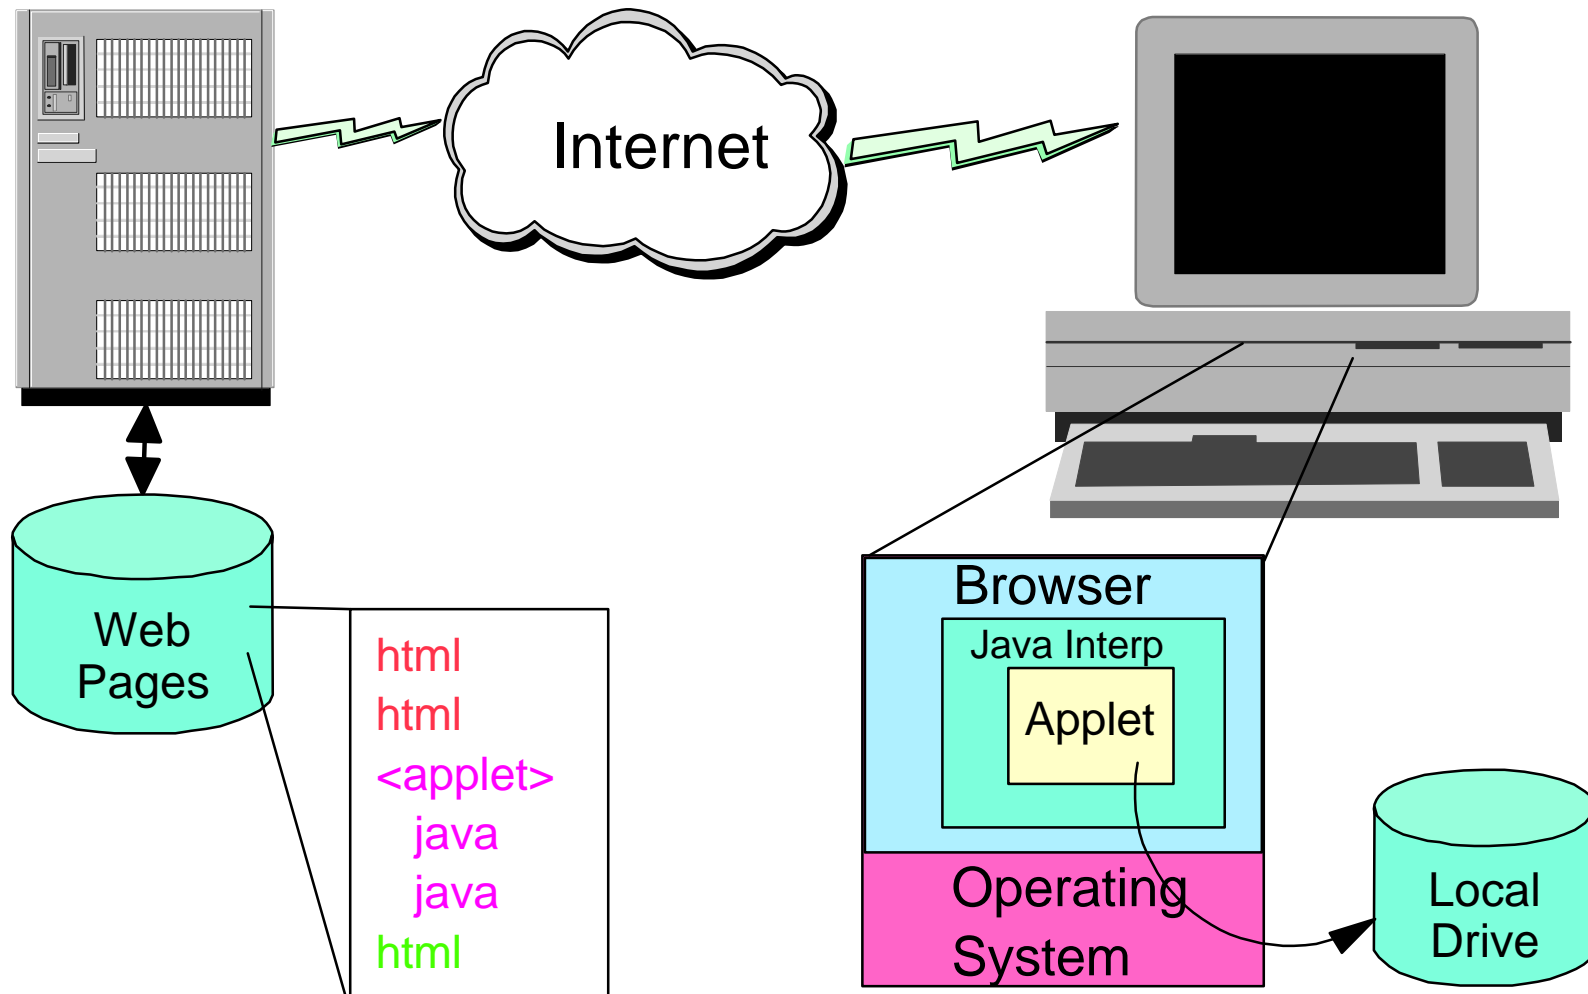 Internet
Web
Pages
html
html
<applet>
java
java
html
Browser
Java Interp
Applet
Operating
System
Local
Drive